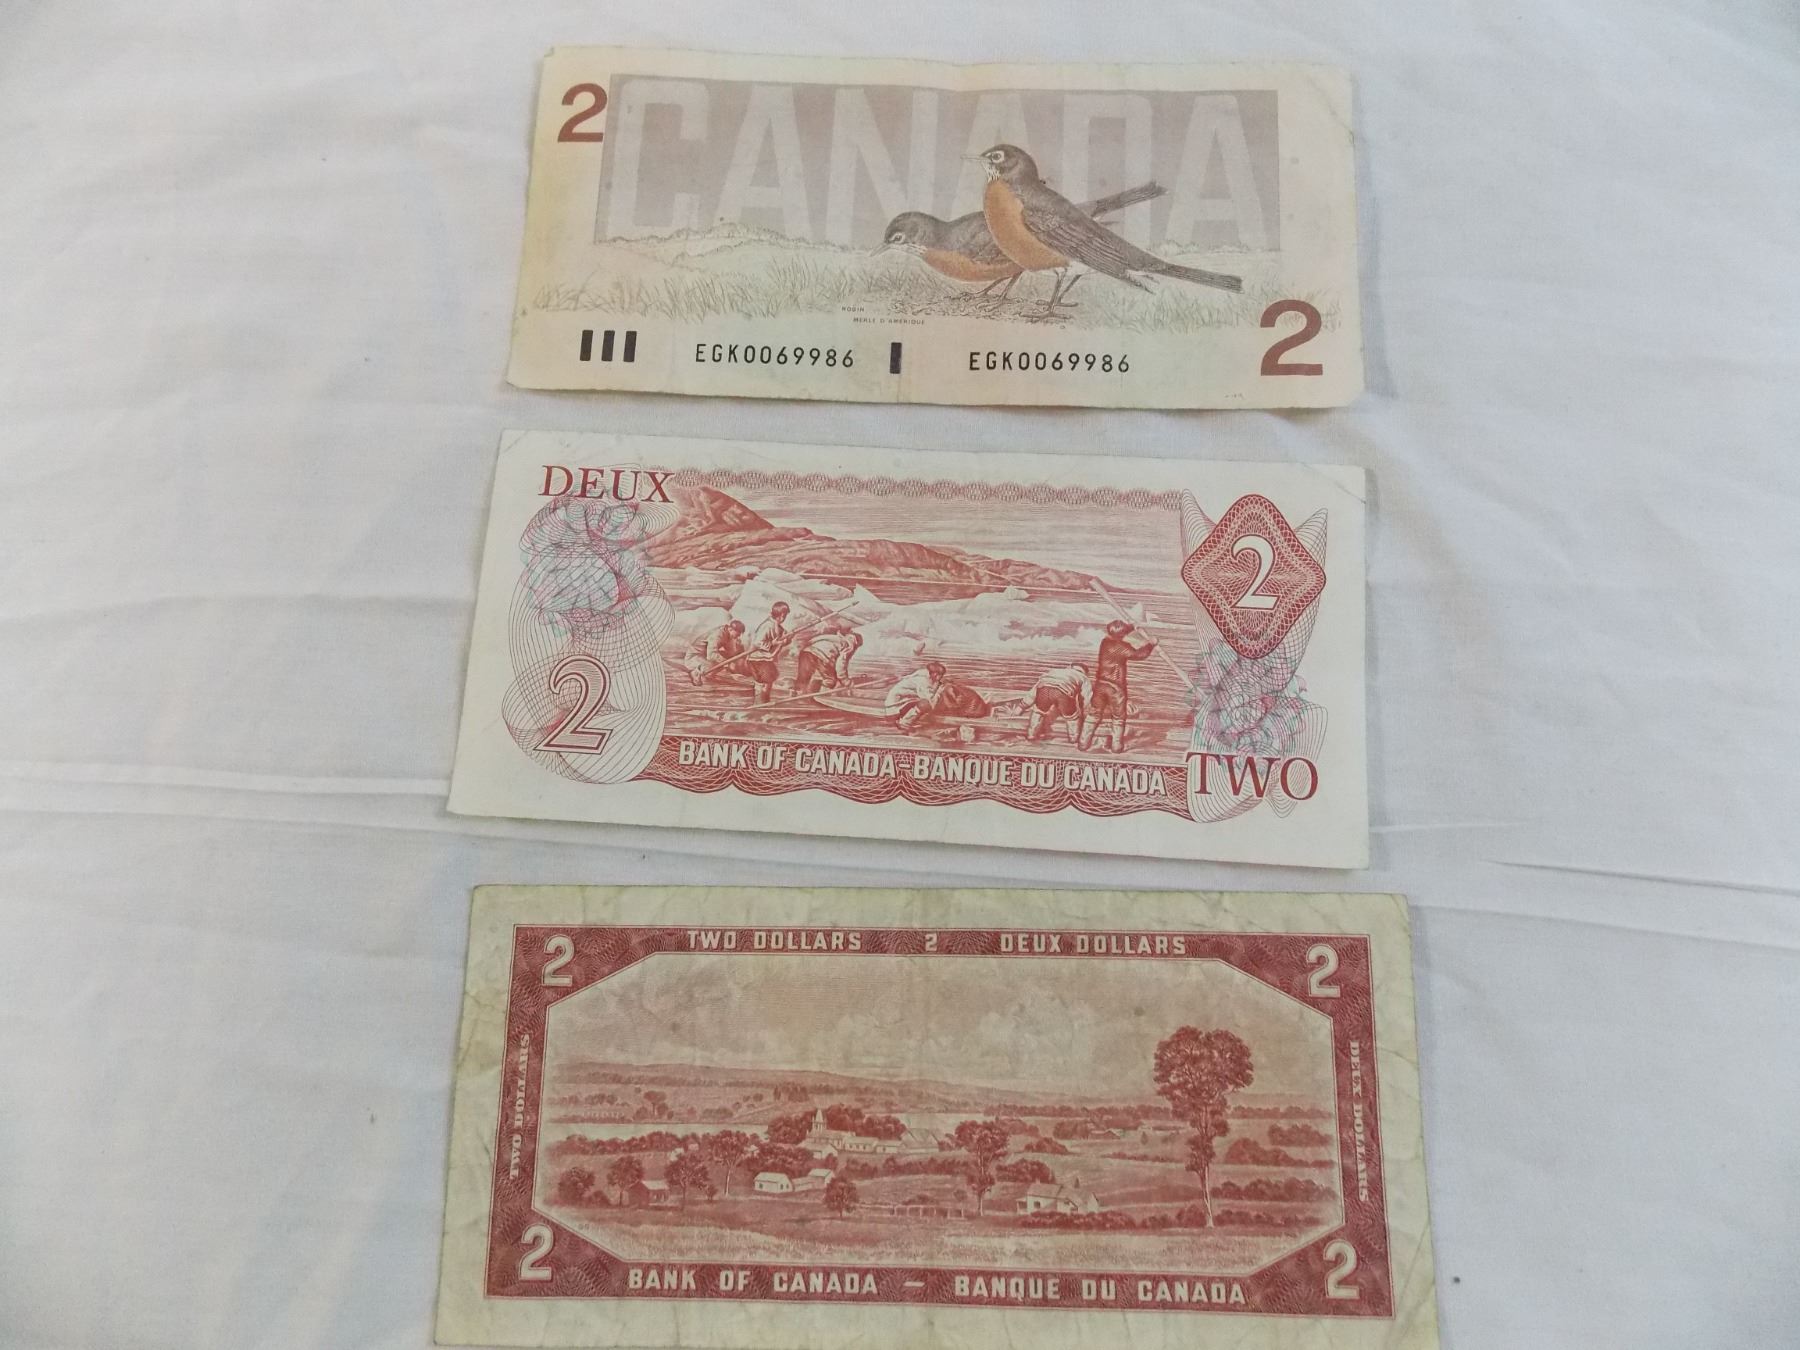 2
CANADA
ROBIN
MERLE D'AMÉRIQUE
EGK0069986 EGK0069986
2
DEUX
2
2
BANK OF CANADA-BANQUE DU CANADA
TWO
2 TWO DOLLARS 2 DEUX DOLLARS 2
TWO DOLLARS
DEUX DOLLARS
2 BANK OF CANADA — BANQUE DU CANADA 2